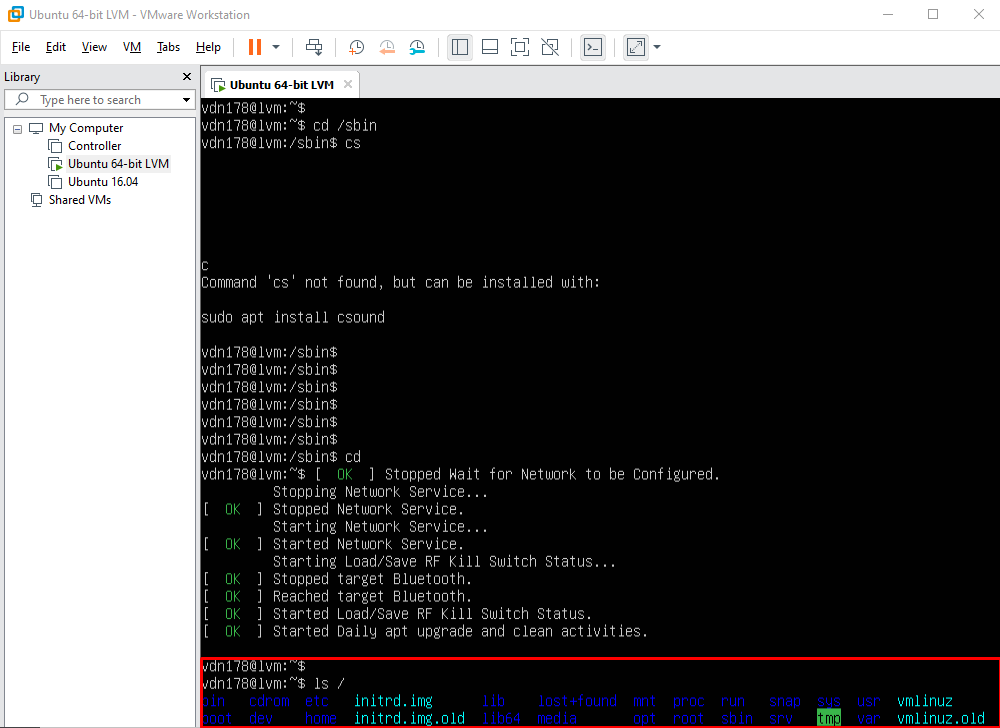 Ubuntu 64-bit LVM - VMware Workstation
File Edit View VM Tabs Help
Library
Ubuntu 64-bit LVM
Type here to search
My Computer
Controller
Ubuntu 64-bit LVM
Ubuntu 16.04
Shared VMs
vdn178@lvm:~$
vdn178@lvm:~$ cd /sbin
vdn178@lvm:/sbin$ cs
c
Command 'cs' not found, but can be installed with:
sudo apt install csound
vdn178@lvm:/sbin$
vdn178@lvm:/sbin$
vdn178@lvm:/sbin$
vdn178@lvm:/sbin$
vdn178@lvm:/sbin$
vdn178@lvm:/sbin$
vdn178@lvm:/sbin$ cd
vdn178@lvm:~$ [  OK  ] Stopped Wait for Network to be Configured.
         Stopping Network Service...
[  OK  ] Stopped Network Service.
         Starting Network Service...
[  OK  ] Started Network Service.
         Starting Load/Save RF Kill Switch Status...
[  OK  ] Stopped target Bluetooth.
[  OK  ] Reached target Bluetooth.
[  OK  ] Started Load/Save RF Kill Switch Status.
[  OK  ] Started Daily apt upgrade and clean activities.
vdn178@lvm:~$
vdn178@lvm:~$ ls /
bin cdrom etc initrd.img lib lost+found mnt proc run snap sys usr vmlinuz
boot dev home initrd.img.old lib64 media opt root sbin srv tmp var vmlinuz.old